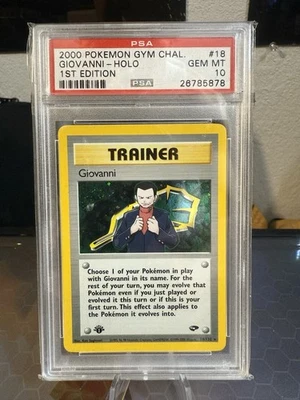 PSA
2000 POKEMON GYM CHAL. #18
GIOVANNI - HOLO GEM MT
1ST EDITION 10
26785878
TRAINER
Giovanni
Choose 1 of your Pokémon in play
with Giovanni in its name. For the
rest of your turn, you may evolve that
Pokémon even if you just played or
evolved it this turn or if this is your
first turn. This effect also applies to
the Pokémon it evolves into.